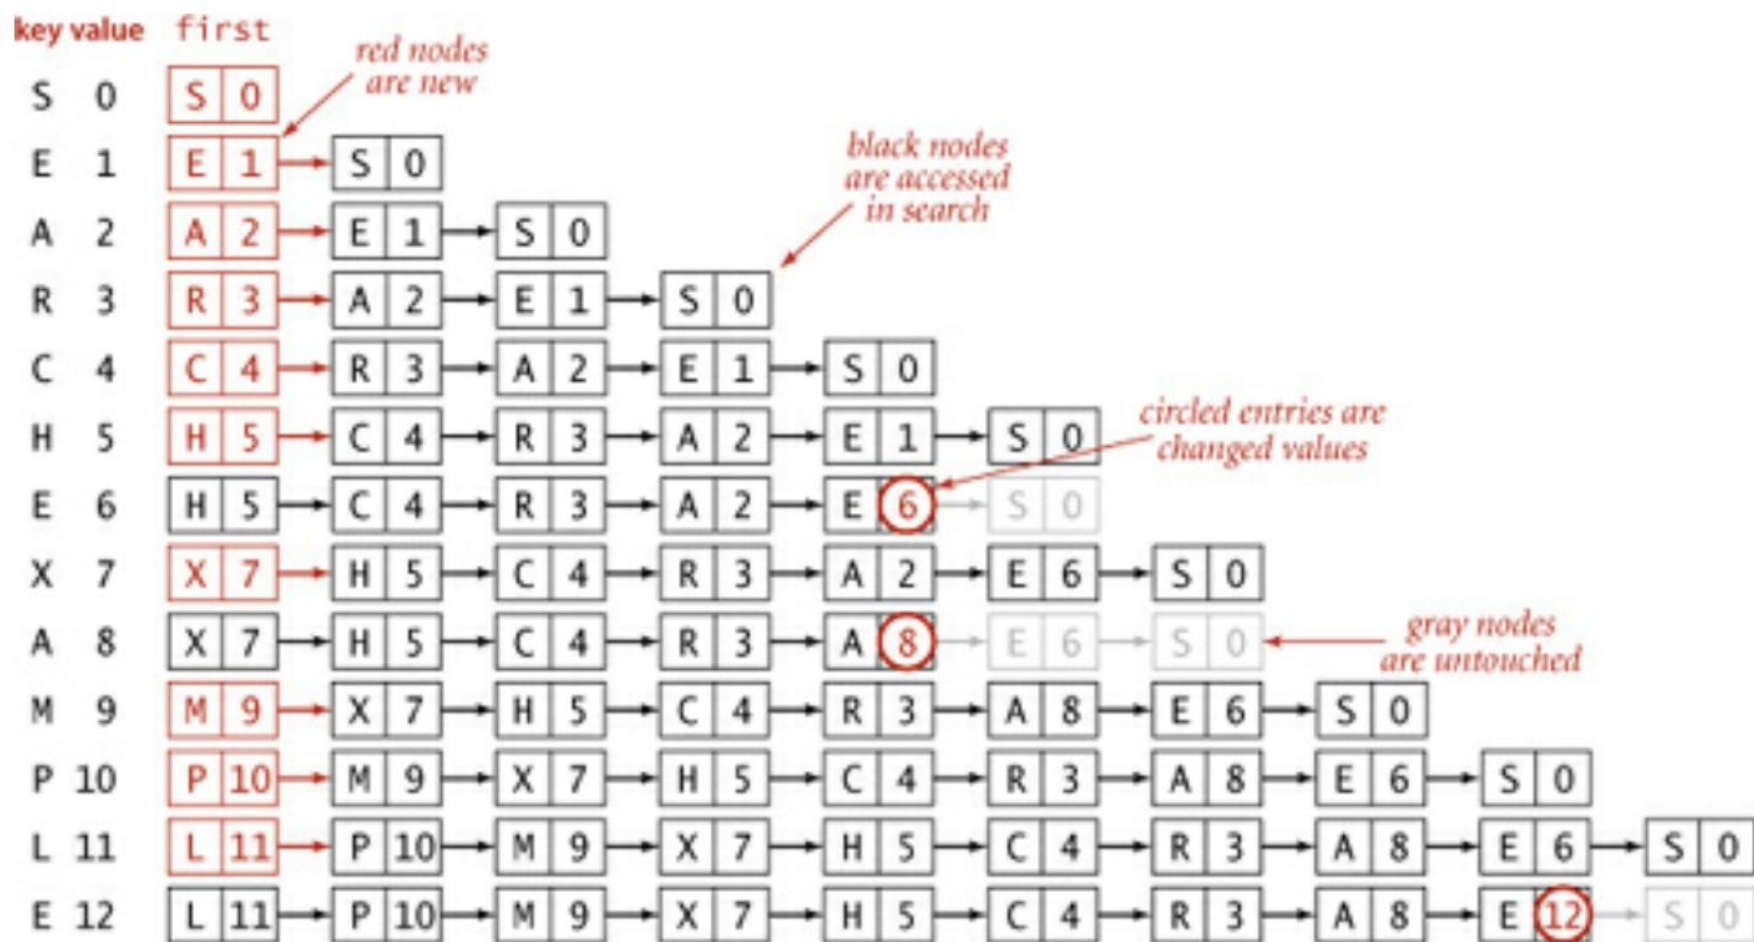 key value first
red nodes
are new
S 0 S 0
E 1 E 1 S 0
black nodes
are accessed
in search
A 2 A 2 E 1 S 0
R 3 R 3 A 2 E 1 S 0
C 4 C 4 R 3 A 2 E 1 S 0
circled entries are
changed values
H 5 H 5 C 4 R 3 A 2 E 1 S 0
E 6 H 5 C 4 R 3 A 2 E 6 S 0
X 7 X 7 H 5 C 4 R 3 A 2 E 6 S 0
gray nodes
are untouched
A 8 X 7 H 5 C 4 R 3 A 8 E 6 S 0
M 9 M 9 X 7 H 5 C 4 R 3 A 8 E 6 S 0
P 10 P 10 M 9 X 7 H 5 C 4 R 3 A 8 E 6 S 0
L 11 L 11 P 10 M 9 X 7 H 5 C 4 R 3 A 8 E 6 S 0
E 12 L 11 P 10 M 9 X 7 H 5 C 4 R 3 A 8 E 12 S 0